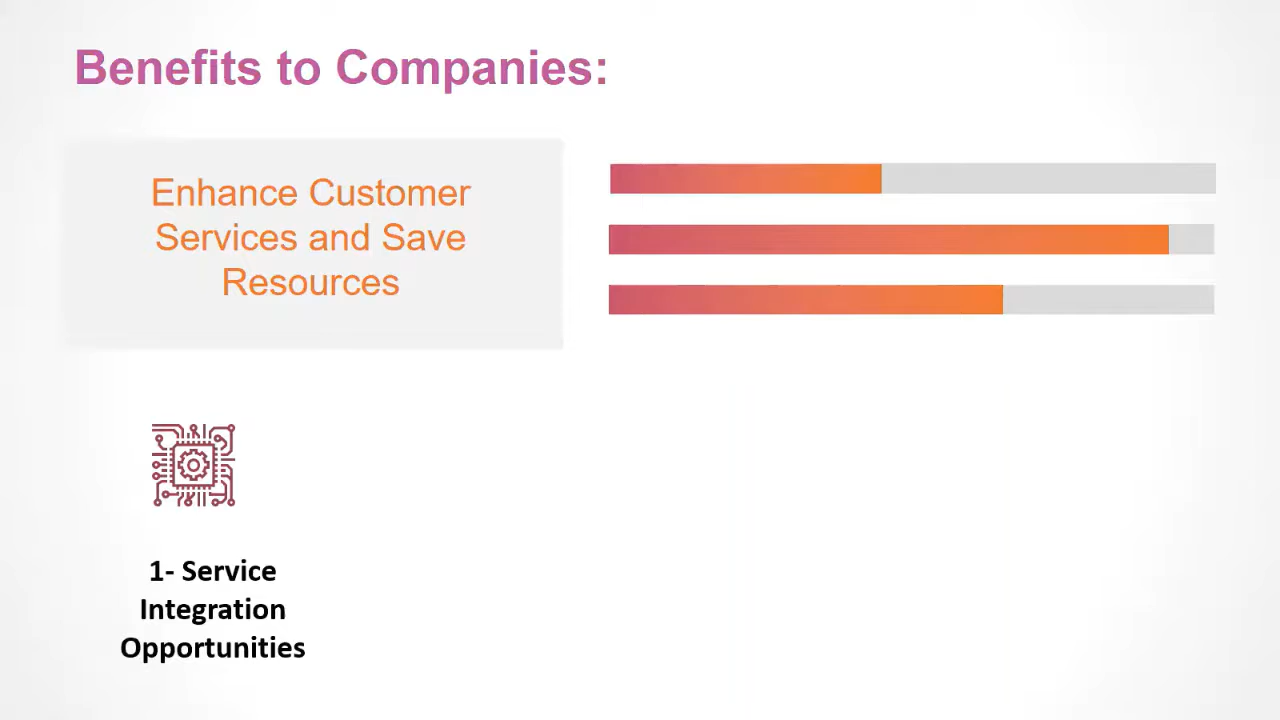 Benefits to Companies:
Enhance Customer
Services and Save
Resources
1- Service
Integration
Opportunities